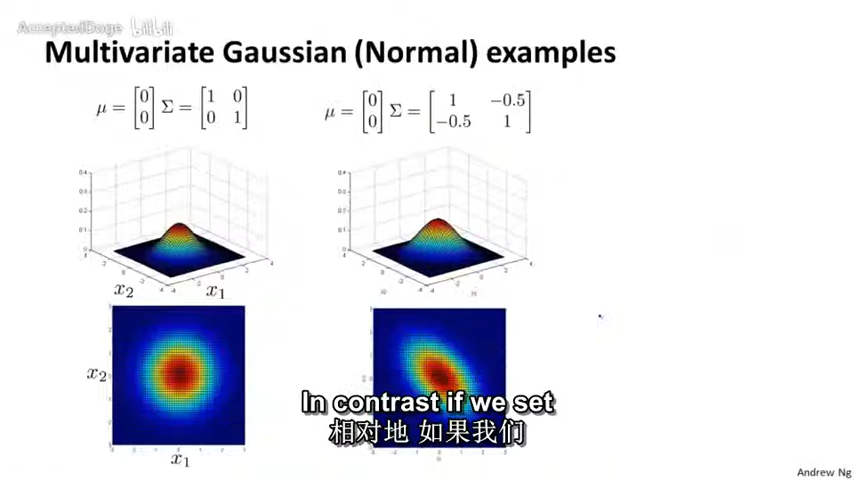 AcceptedDoge bilibili
Multivariate Gaussian (Normal) examples
μ = [0 0] Σ = [1 0 0 1]
μ = [0 0] Σ = [1 −0.5 −0.5 1]
x₂ x₁
x₂
x₁
In contrast if we set
相对地 如果我们
Andrew Ng